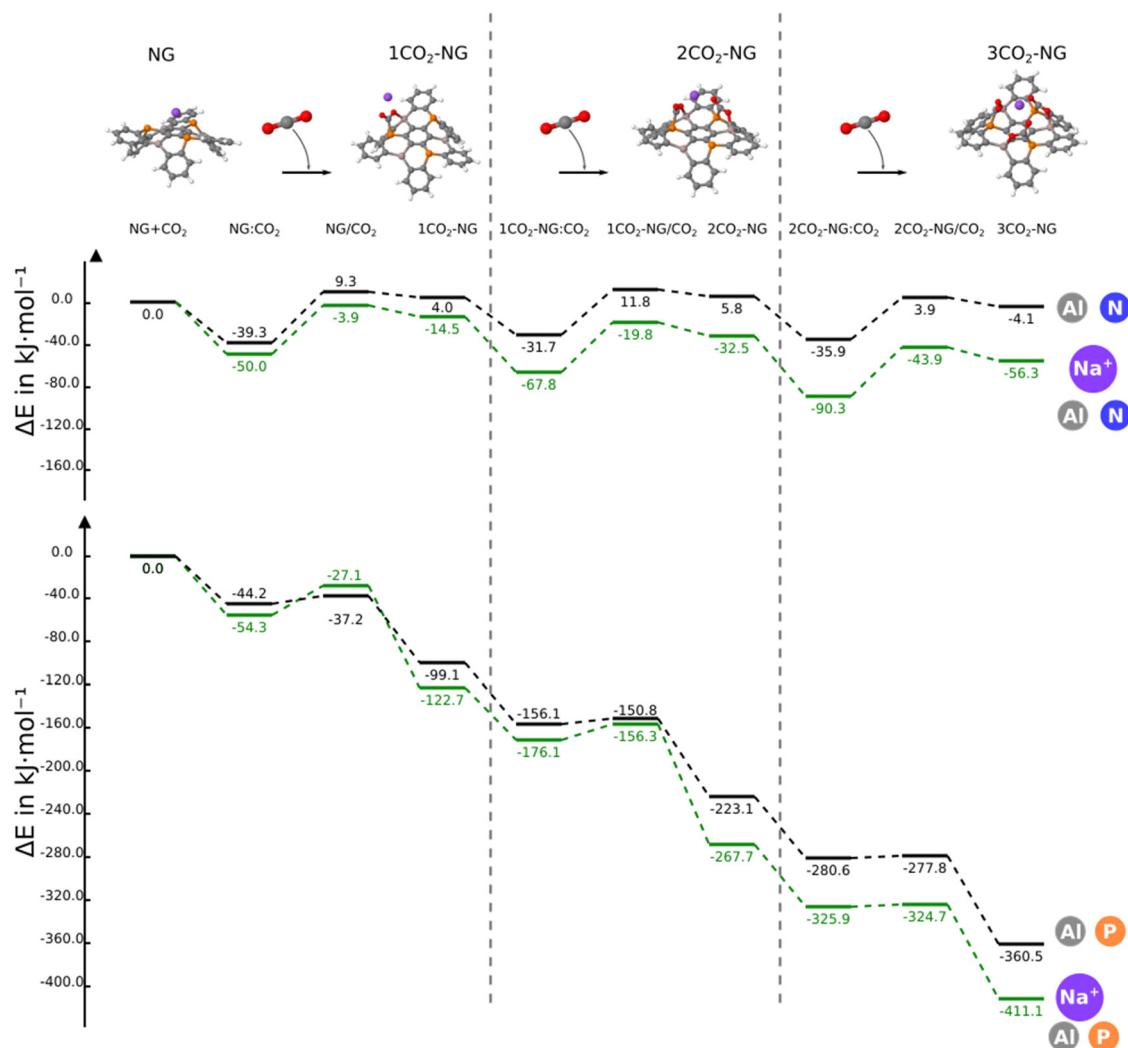 NG 1CO₂-NG 2CO₂-NG 3CO₂-NG
NG+CO₂ NG:CO₂ NG/CO₂ 1CO₂-NG 1CO₂-NG:CO₂ 1CO₂-NG/CO₂ 2CO₂-NG 2CO₂-NG:CO₂ 2CO₂-NG/CO₂ 3CO₂-NG
ΔE in kJ·mol⁻¹
0.0
-40.0
-80.0
-120.0
-160.0
0.0 -39.3 9.3 4.0 -31.7 11.8 5.8 -35.9 3.9 -4.1
-50.0 -3.9 -14.5 -67.8 -19.8 -32.5 -90.3 -43.9 -56.3
Al N
Na⁺
Al N
ΔE in kJ·mol⁻¹
0.0
-40.0
-80.0
-120.0
-160.0
-200.0
-240.0
-280.0
-320.0
-360.0
-400.0
0.0 -44.2 -37.2 -99.1 -156.1 -150.8 -223.1 -280.6 -277.8 -360.5
-54.3 -27.1 -122.7 -176.1 -156.3 -267.7 -325.9 -324.7 -411.1
Al P
Na⁺
Al P